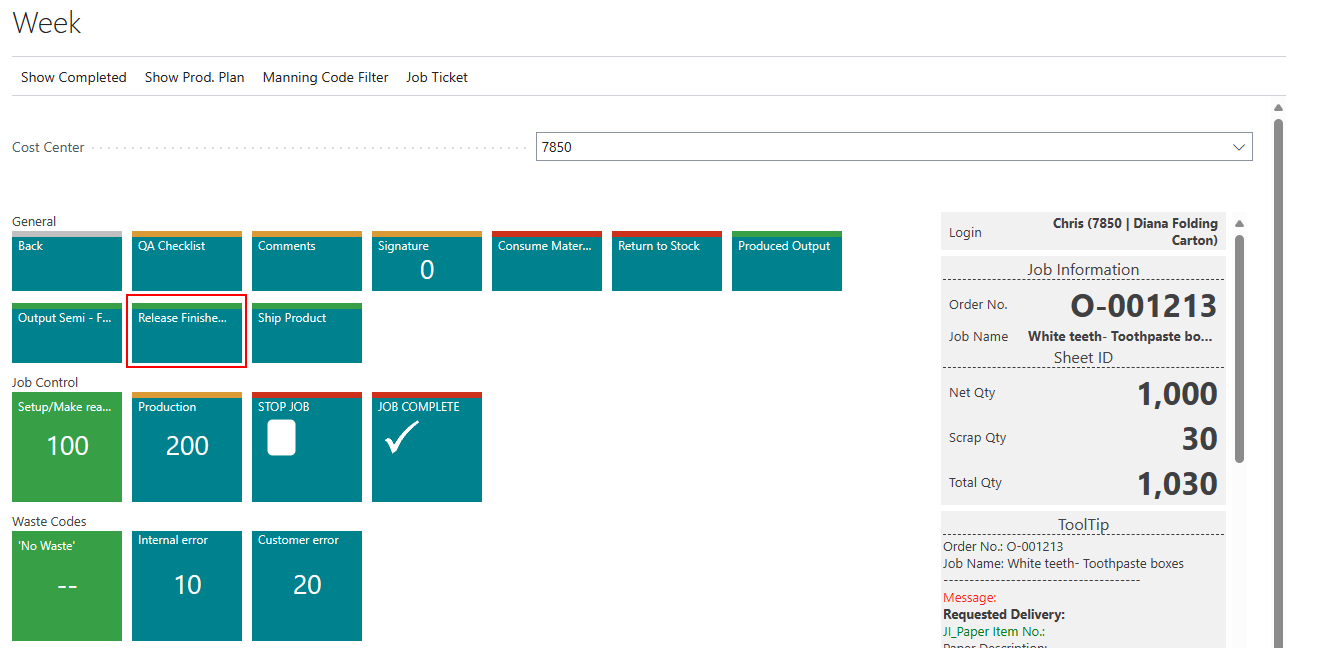 Week
Show Completed Show Prod. Plan Manning Code Filter Job Ticket
Cost Center 7850
General
Back QA Checklist Comments Signature Consume Mater... Return to Stock Produced Output
0
Output Semi - F... Release Finishe... Ship Product
Job Control
Setup/Make rea... Production STOP JOB JOB COMPLETE
100 200
Waste Codes
'No Waste' Internal error Customer error
-- 10 20
Login Chris (7850 | Diana Folding
Carton)
Job Information
Order No. O-001213
Job Name White teeth- Toothpaste bo...
Sheet ID
Net Qty 1,000
Scrap Qty 30
Total Qty 1,030
ToolTip
Order No.: O-001213
Job Name: White teeth- Toothpaste boxes
------------------------------------
Message:
Requested Delivery:
JI_Paper Item No.:
Paper Description: